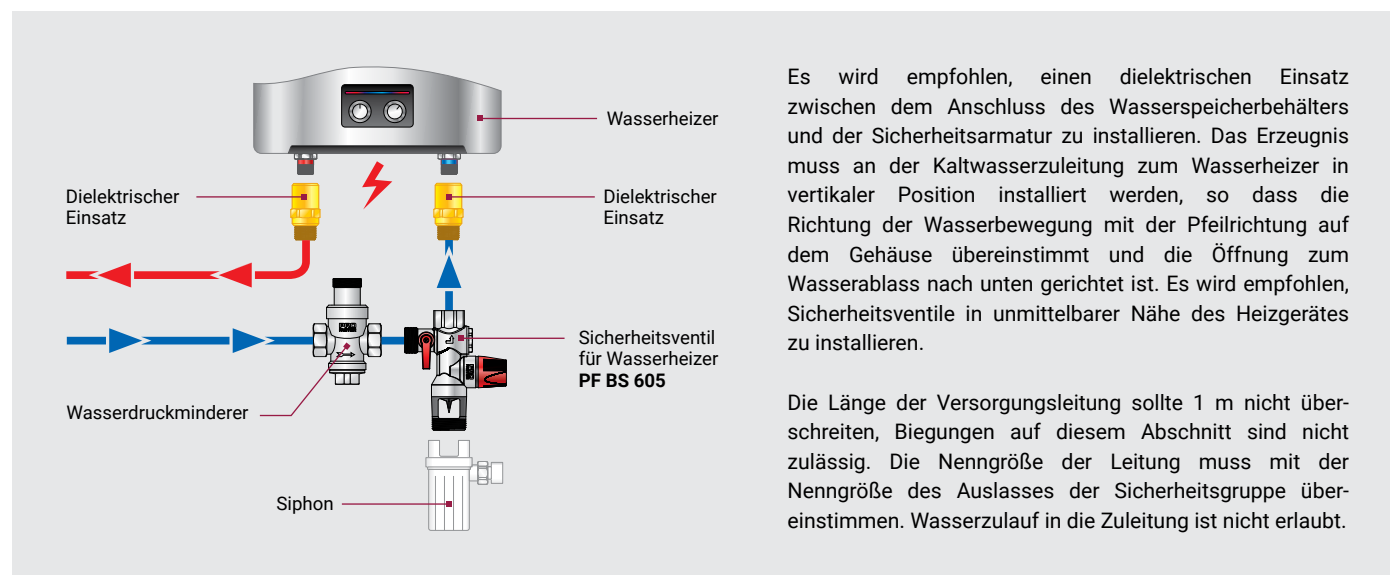 Wasserheizer
Dielektrischer
Einsatz
Dielektrischer
Einsatz
Sicherheitsventil
für Wasserheizer
PF BS 605
Wasserdruckminderer
Siphon
Es wird empfohlen, einen dielektrischen Einsatz
zwischen dem Anschluss des Wasserspeicherbehälters
und der Sicherheitsarmatur zu installieren. Das Erzeugnis
muss an der Kaltwasserzuleitung zum Wasserheizer in
vertikaler Position installiert werden, so dass die
Richtung der Wasserbewegung mit der Pfeilrichtung auf
dem Gehäuse übereinstimmt und die Öffnung zum
Wasserablass nach unten gerichtet ist. Es wird empfohlen,
Sicherheitsventile in unmittelbarer Nähe des Heizgerätes
zu installieren.
Die Länge der Versorgungsleitung sollte 1 m nicht über-
schreiten, Biegungen auf diesem Abschnitt sind nicht
zulässig. Die Nenngröße der Leitung muss mit der
Nenngröße des Auslasses der Sicherheitsgruppe über-
einstimmen. Wasserzulauf in die Zuleitung ist nicht erlaubt.